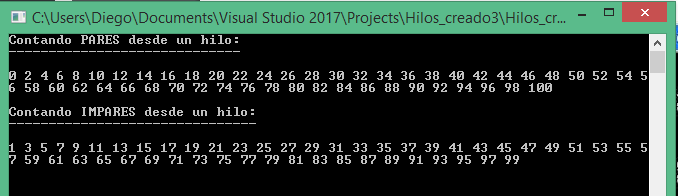 C:\Users\Diego\Documents\Visual Studio 2017\Projects\Hilos_creado3\Hilos_cr...
Contando PARES desde un hilo:
-----------------------------
0 2 4 6 8 10 12 14 16 18 20 22 24 26 28 30 32 34 36 38 40 42 44 46 48 50 52 54 5
6 58 60 62 64 66 68 70 72 74 76 78 80 82 84 86 88 90 92 94 96 98 100
Contando IMPARES desde un hilo:
-------------------------------
1 3 5 7 9 11 13 15 17 19 21 23 25 27 29 31 33 35 37 39 41 43 45 47 49 51 53 55 5
7 59 61 63 65 67 69 71 73 75 77 79 81 83 85 87 89 91 93 95 97 99